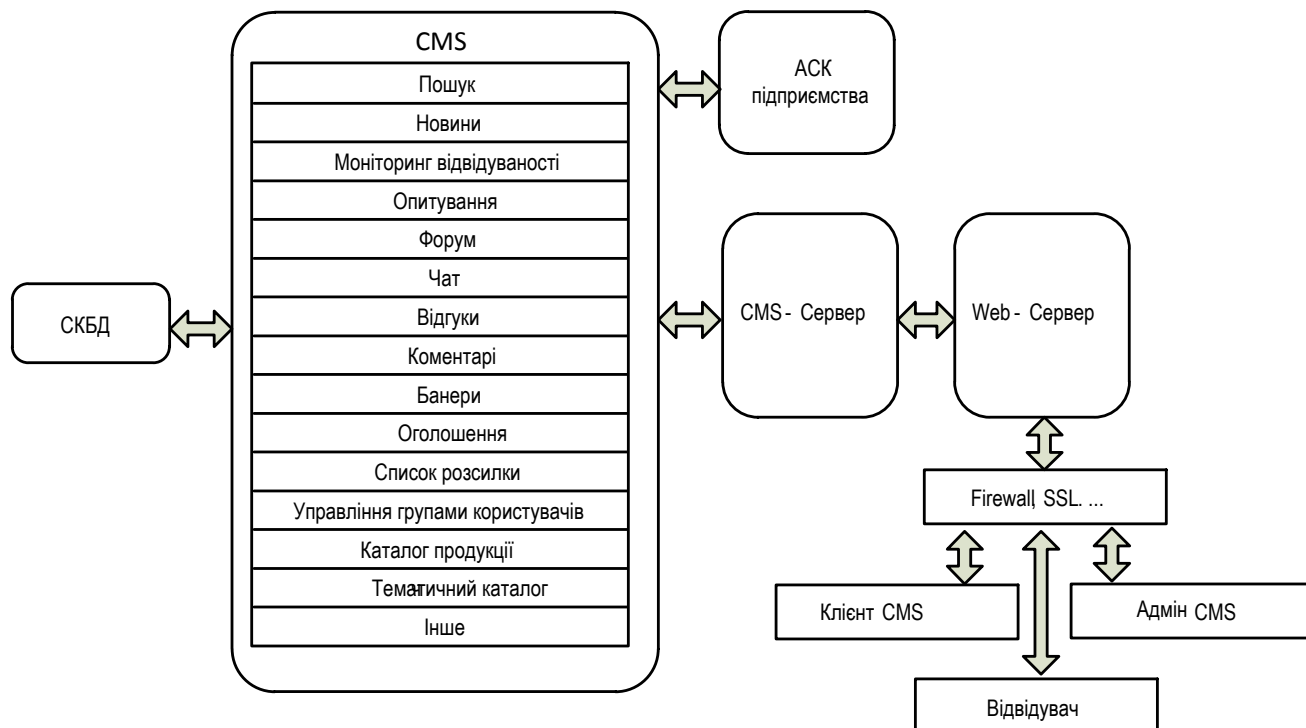 CMS
Пошук
Новини
Моніторинг відвідуваності
Опитування
Форум
Чат
Відгуки
Коментарі
Банери
Оголошення
Список розсилки
Управління групами користувачів
Каталог продукції
Тематичний каталог
Інше
СКБД
АСК
підприємства
CMS - Сервер
Web - Сервер
Firewall, SSL. ...
Клієнт CMS
Адмін CMS
Відвідувач